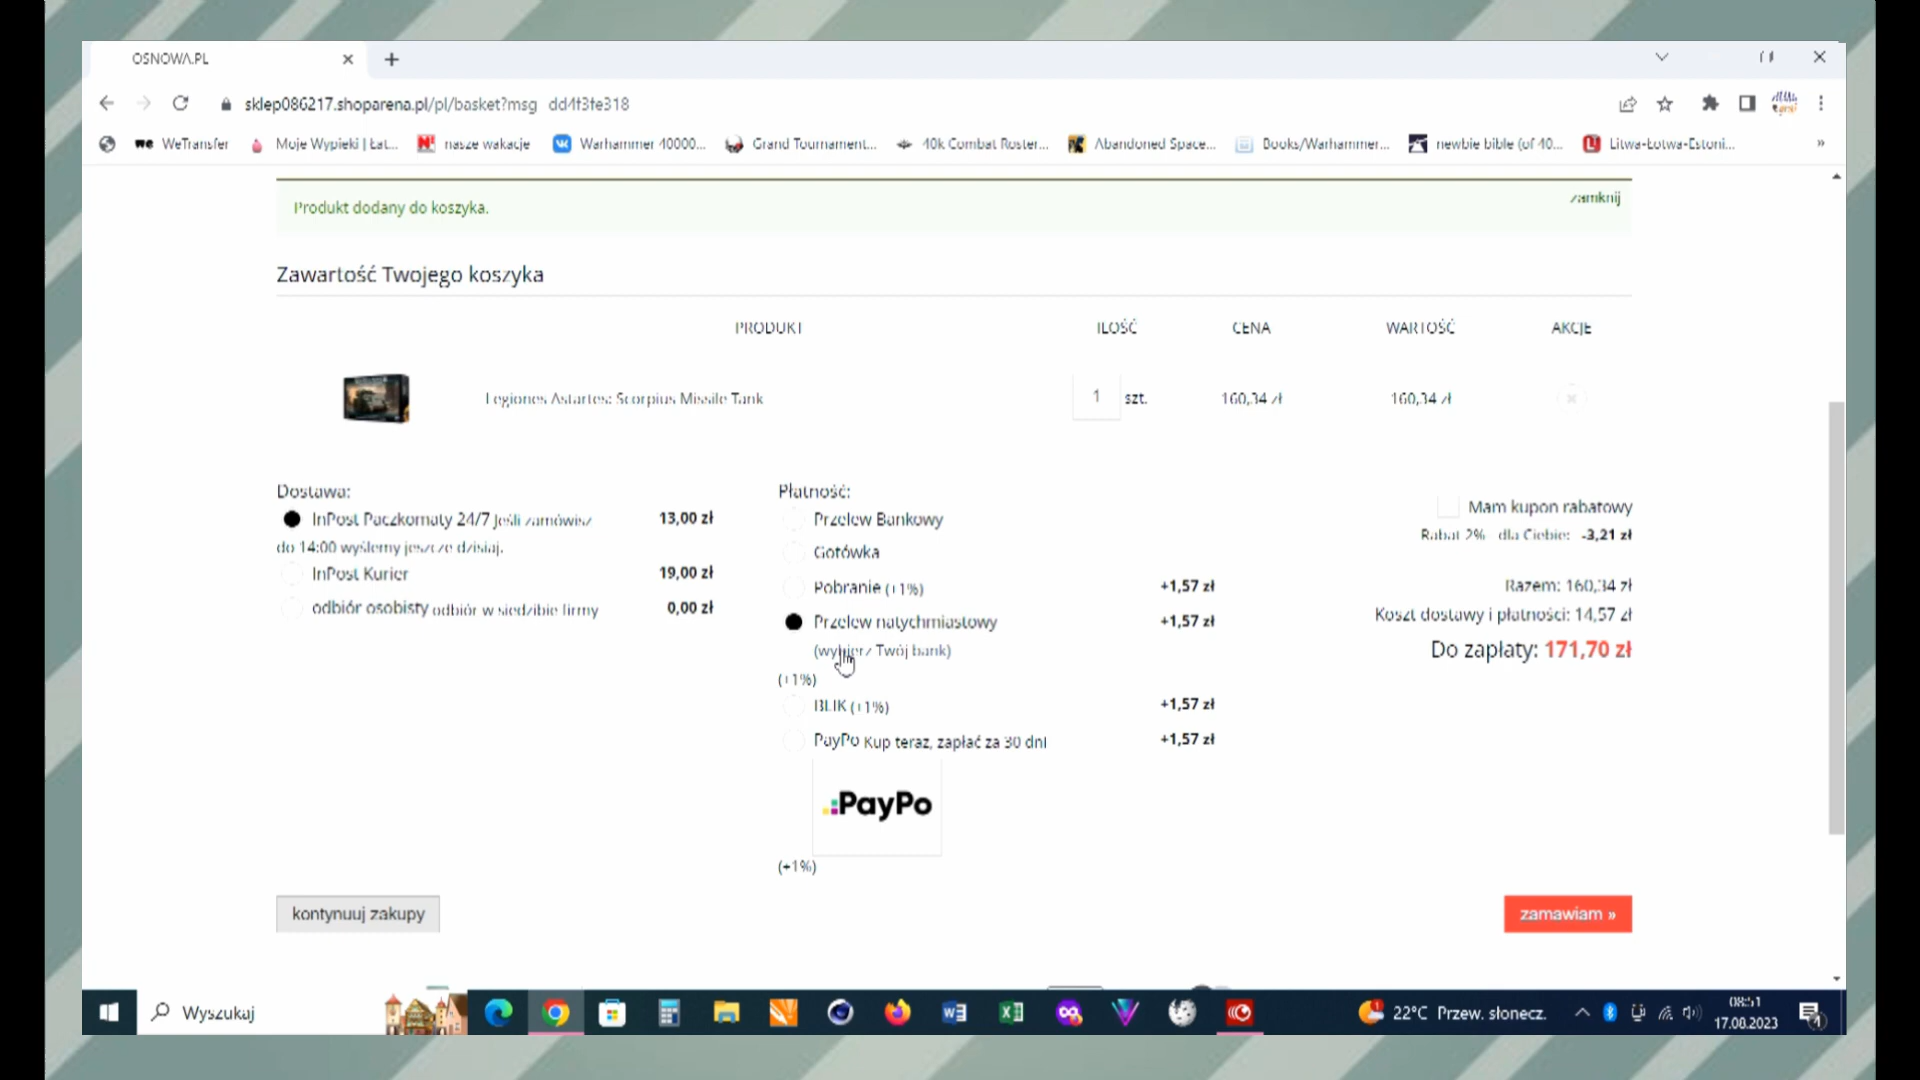 OSNOWA.PL
sklep086217.shoparena.pl/pl/basket?msg dd4f3fe318
WeTransfer Moje Wypieki | Łat... nasze wakacje Warhammer 40000... Grand Tournament... 40k Combat Roster... Abandoned Space... Books/Warhammer... newbie bible (of 40... Litwa-Łotwa-Estoni... »
Produkt dodany do koszyka. zamknij
Zawartość Twojego koszyka
PRODUKT ILOŚĆ CENA WARTOŚĆ AKCJE
Legiones Astartes: Scorpius Missile Tank 1 szt. 160,34 zł 160,34 zł
Dostawa:
InPost Paczkomaty 24/7 Jeśli zamówisz 13,00 zł
do 14:00 wyślemy jeszcze dzisiaj.
InPost Kurier 19,00 zł
odbiór osobisty odbiór w siedzibie firmy 0,00 zł
Płatność:
Przelew Bankowy
Gotówka
Pobranie (+1%) +1,57 zł
Przelew natychmiastowy +1,57 zł
(wybierz Twój bank)
(+1%)
BLIK (+1%) +1,57 zł
PayPo Kup teraz, zapłać za 30 dni +1,57 zł
PayPo
(+1%)
Mam kupon rabatowy
Rabat 2% dla Ciebie: -3,21 zł
Razem: 160,34 zł
Koszt dostawy i płatności: 14,57 zł
Do zapłaty: 171,70 zł
kontynuuj zakupy zamawiam »
Wyszukaj 22°C Przew. słonecz. 08:51
17.08.2023